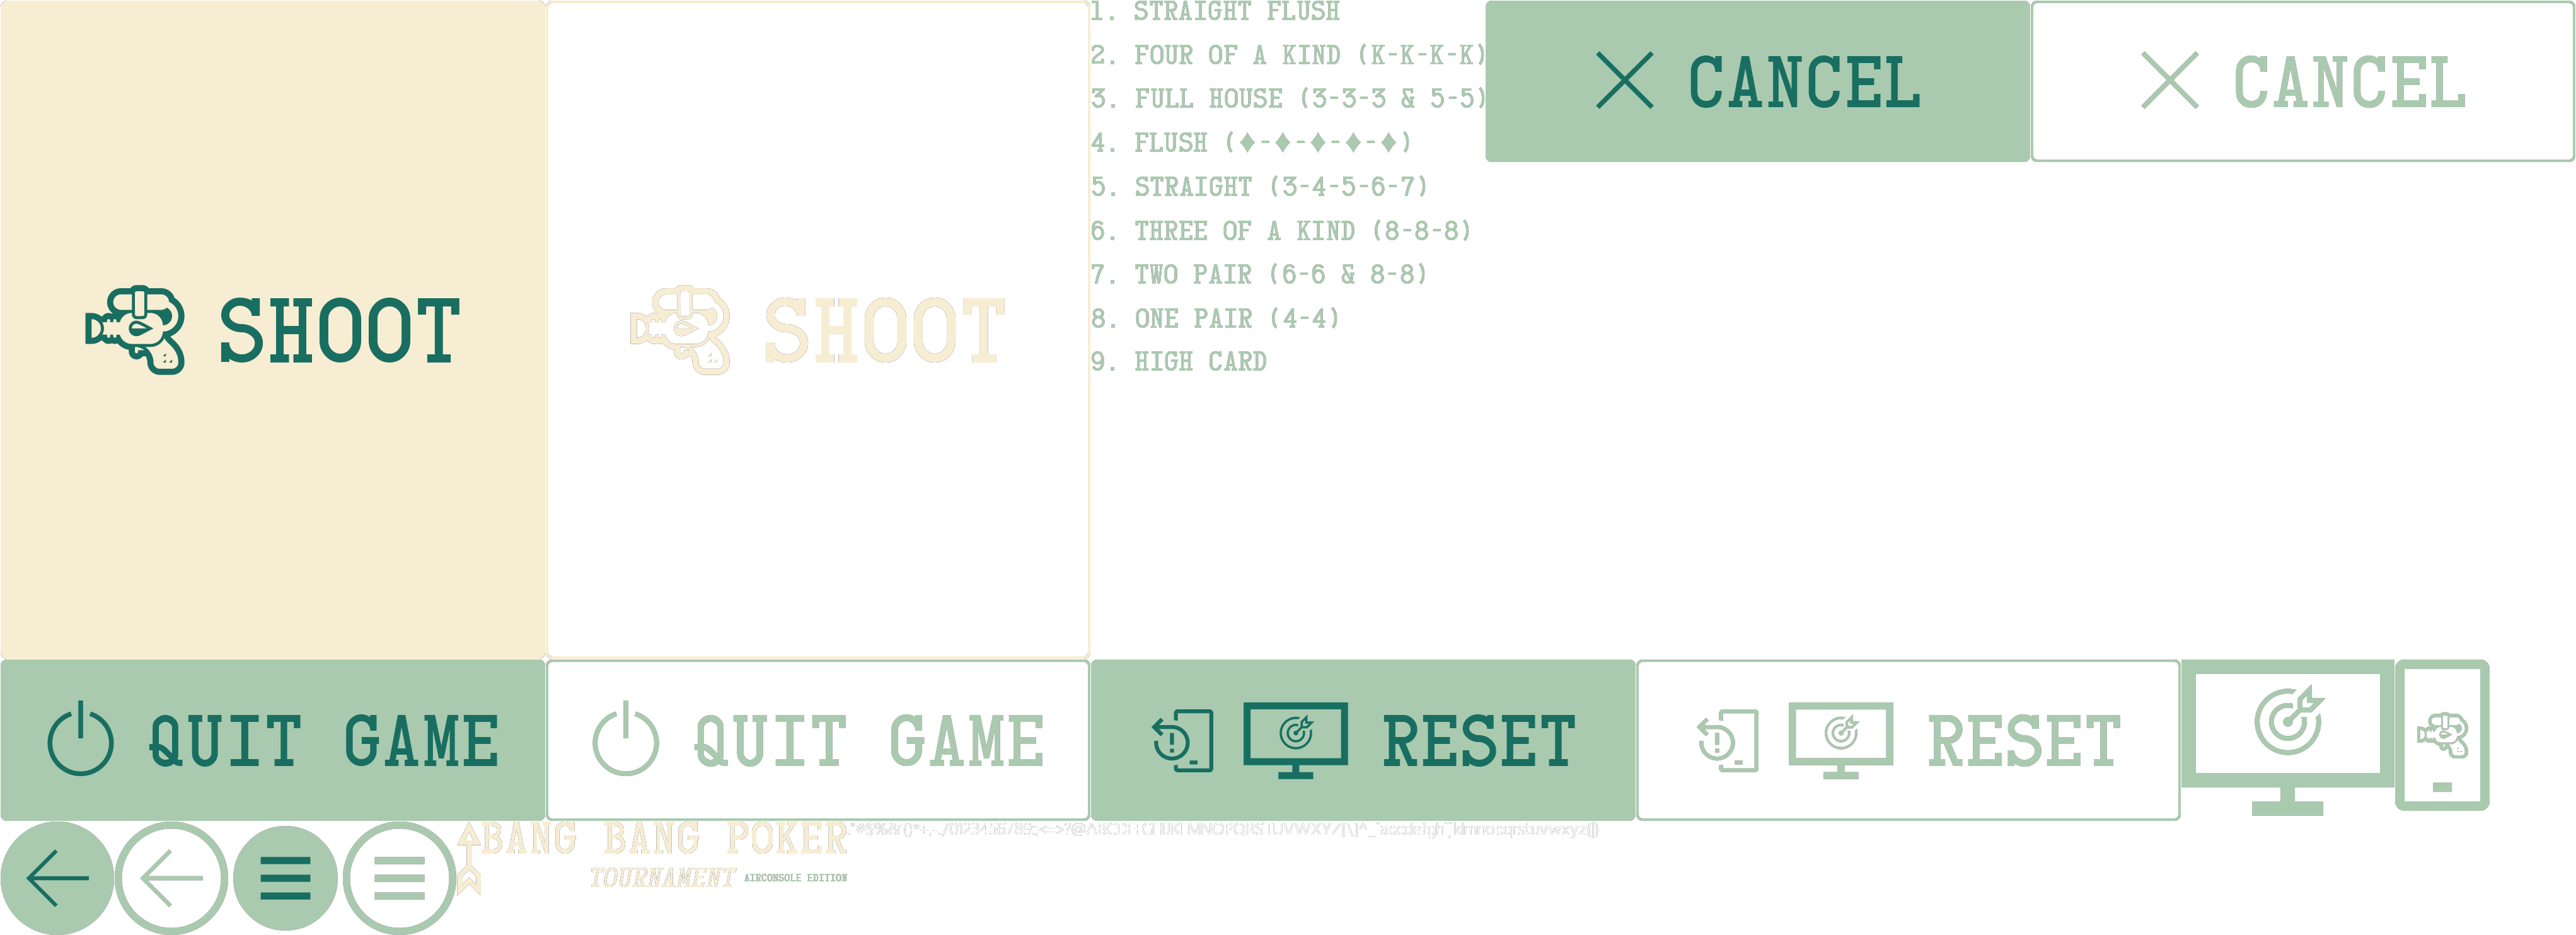 SHOOT
SHOOT
1. STRAIGHT FLUSH
2. FOUR OF A KIND (K-K-K-K)
3. FULL HOUSE (3-3-3 & 5-5)
4. FLUSH (♦-♦-♦-♦-♦)
5. STRAIGHT (3-4-5-6-7)
6. THREE OF A KIND (8-8-8)
7. TWO PAIR (6-6 & 8-8)
8. ONE PAIR (4-4)
9. HIGH CARD
CANCEL
CANCEL
QUIT GAME
QUIT GAME
RESET
RESET
BANG BANG POKER
TOURNAMENT
AIRCONSOLE EDITION